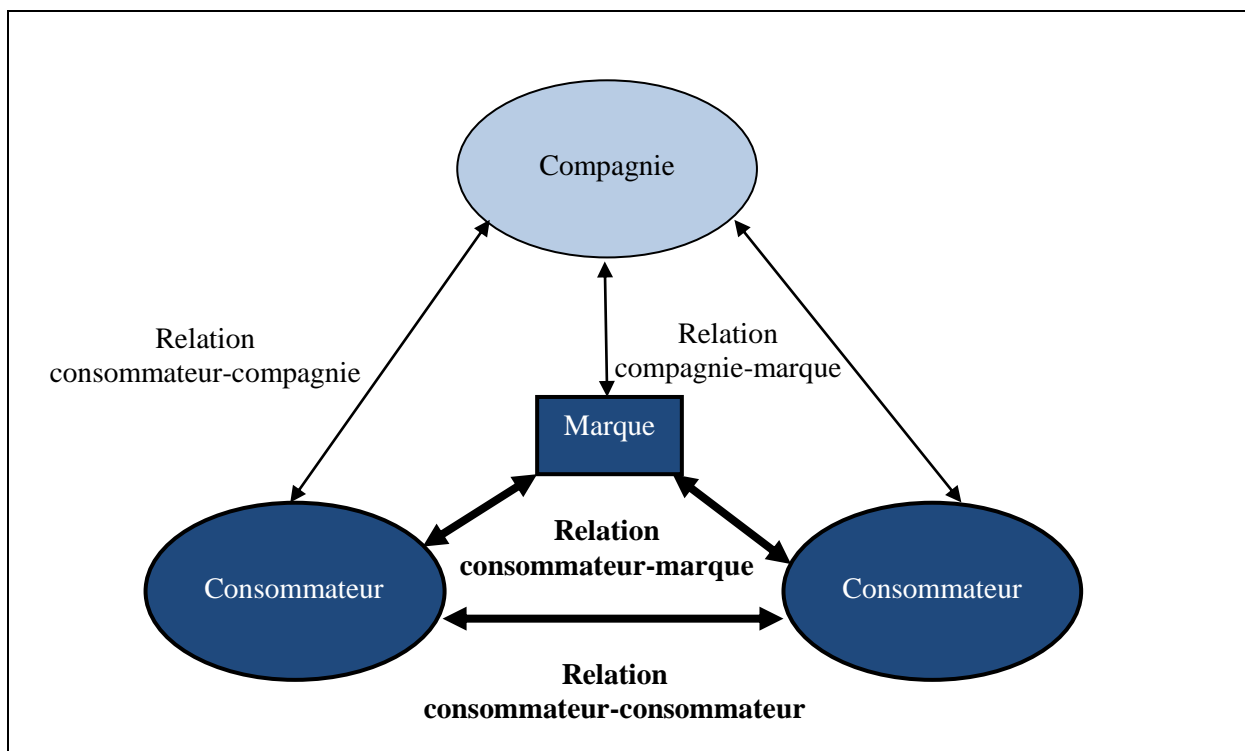 Compagnie
Relation
consommateur-compagnie
Relation
compagnie-marque
Marque
Relation
consommateur-marque
Consommateur
Consommateur
Relation
consommateur-consommateur